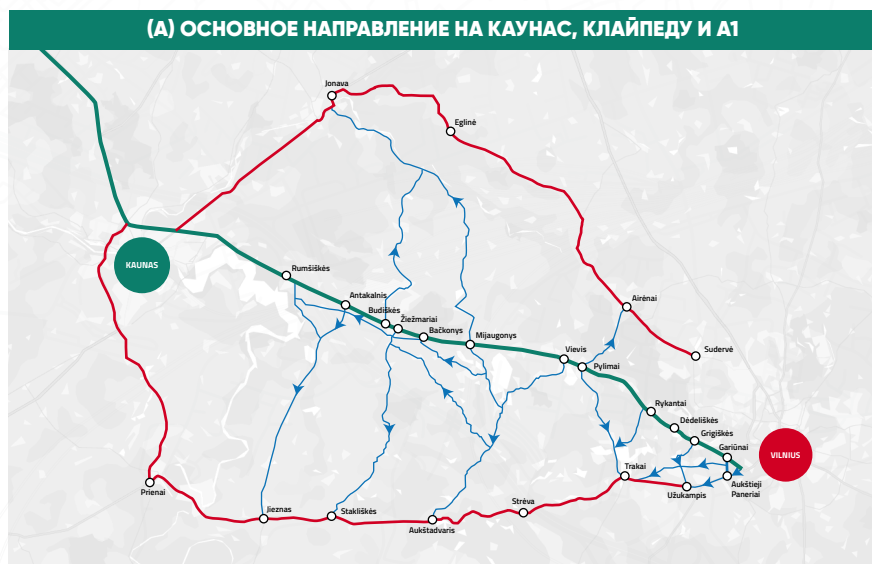 (А) ОСНОВНОЕ НАПРАВЛЕНИЕ НА КАУНАС, КЛАЙПЕДУ И А1
Jonava
Eglinė
KAUNAS
Rumšiškės
Antakalnis
Budiškės
Žiežmariai
Bačkonys
Mijaugonys
Airėnai
Sudervė
Vievis
Pylimai
Rykantai
Dėdeliškės
Grigiškės
Gariūnai
VILNIUS
Trakai
Užukampis
Aukštieji
Paneriai
Prienai
Jieznas
Stakliškės
Aukštadvaris
Strėva